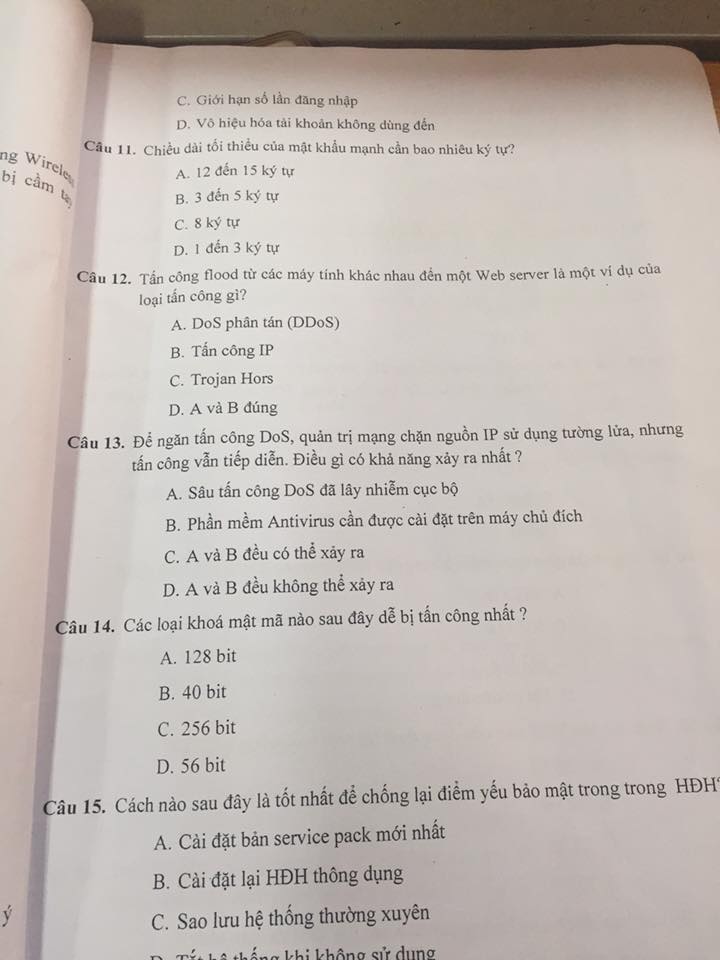 C. Giới hạn số lần đăng nhập
D. Vô hiệu hóa tài khoản không dùng đến
ng Wireless
bị cầm tay
Câu 11. Chiều dài tối thiểu của mật khẩu mạnh cần bao nhiêu ký tự?
A. 12 đến 15 ký tự
B. 3 đến 5 ký tự
C. 8 ký tự
D. 1 đến 3 ký tự
Câu 12. Tấn công flood từ các máy tính khác nhau đến một Web server là một ví dụ của
loại tấn công gì?
A. DoS phân tán (DDoS)
B. Tấn công IP
C. Trojan Hors
D. A và B đúng
Câu 13. Để ngăn tấn công DoS, quản trị mạng chặn nguồn IP sử dụng tường lửa, nhưng
tấn công vẫn tiếp diễn. Điều gì có khả năng xảy ra nhất ?
A. Sâu tấn công DoS đã lây nhiễm cục bộ
B. Phần mềm Antivirus cần được cài đặt trên máy chủ đích
C. A và B đều có thể xảy ra
D. A và B đều không thể xảy ra
Câu 14. Các loại khoá mật mã nào sau đây dễ bị tấn công nhất ?
A. 128 bit
B. 40 bit
C. 256 bit
D. 56 bit
Câu 15. Cách nào sau đây là tốt nhất để chống lại điểm yếu bảo mật trong trong HĐH?
A. Cài đặt bản service pack mới nhất
B. Cài đặt lại HĐH thông dụng
ý
C. Sao lưu hệ thống thường xuyên
D. Tắt hệ thống khi không sử dụng